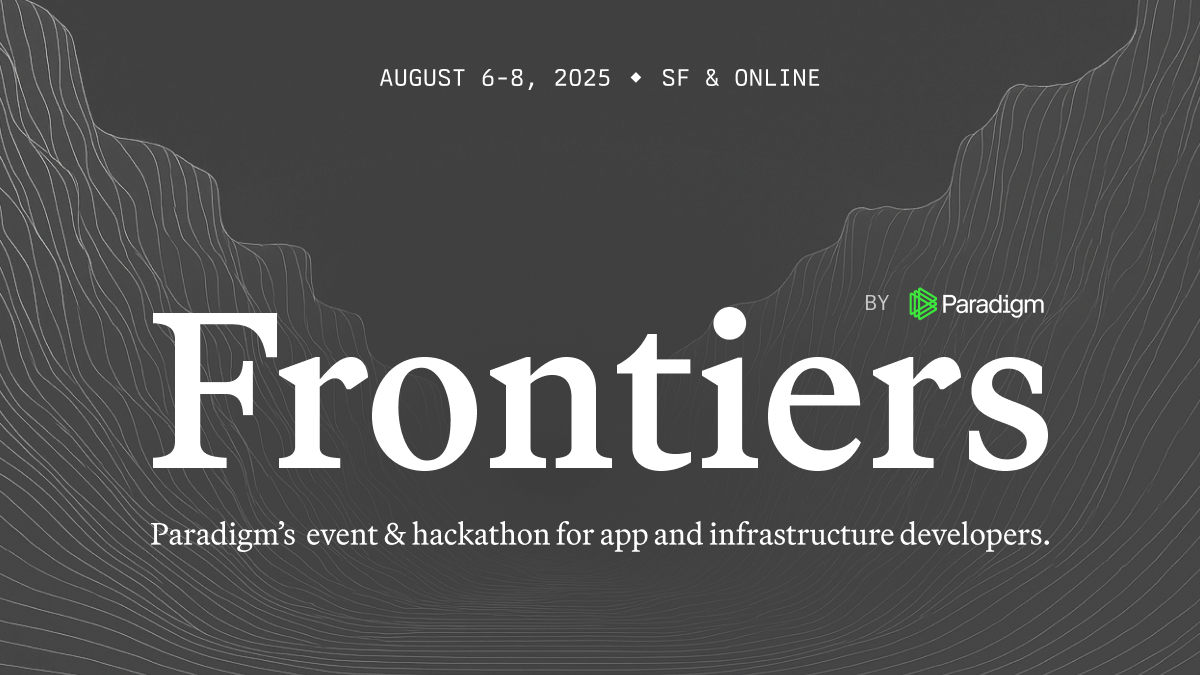 AUGUST 6-8, 2025 ◆ SF & ONLINE
BY Paradigm
Frontiers
Paradigm’s event & hackathon for app and infrastructure developers.